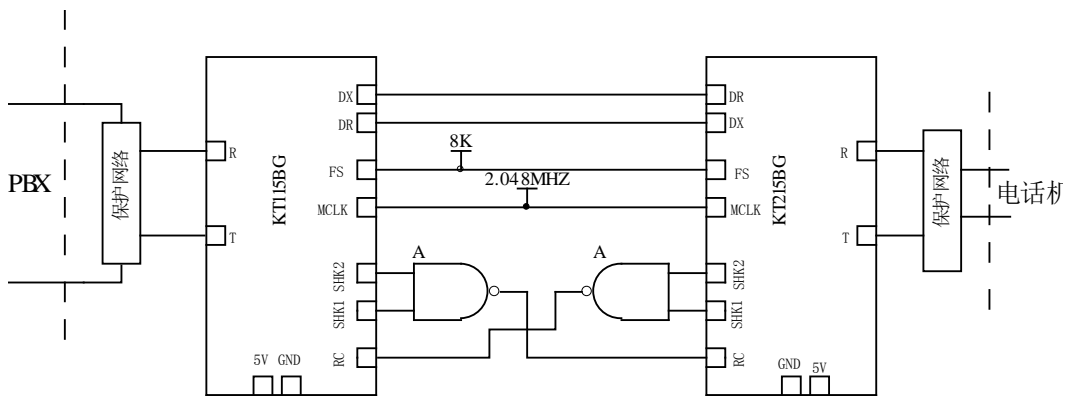 PBX
保护网络
R
T
KT115BG
5V GND
DX
DR
FS
MCLK
SHK2
SHK1
RC
8K
2.048MHZ
A
A
DR
DX
FS
MCLK
SHK2
SHK1
RC
KT215BG
GND 5V
R
T
保护网络
电话机